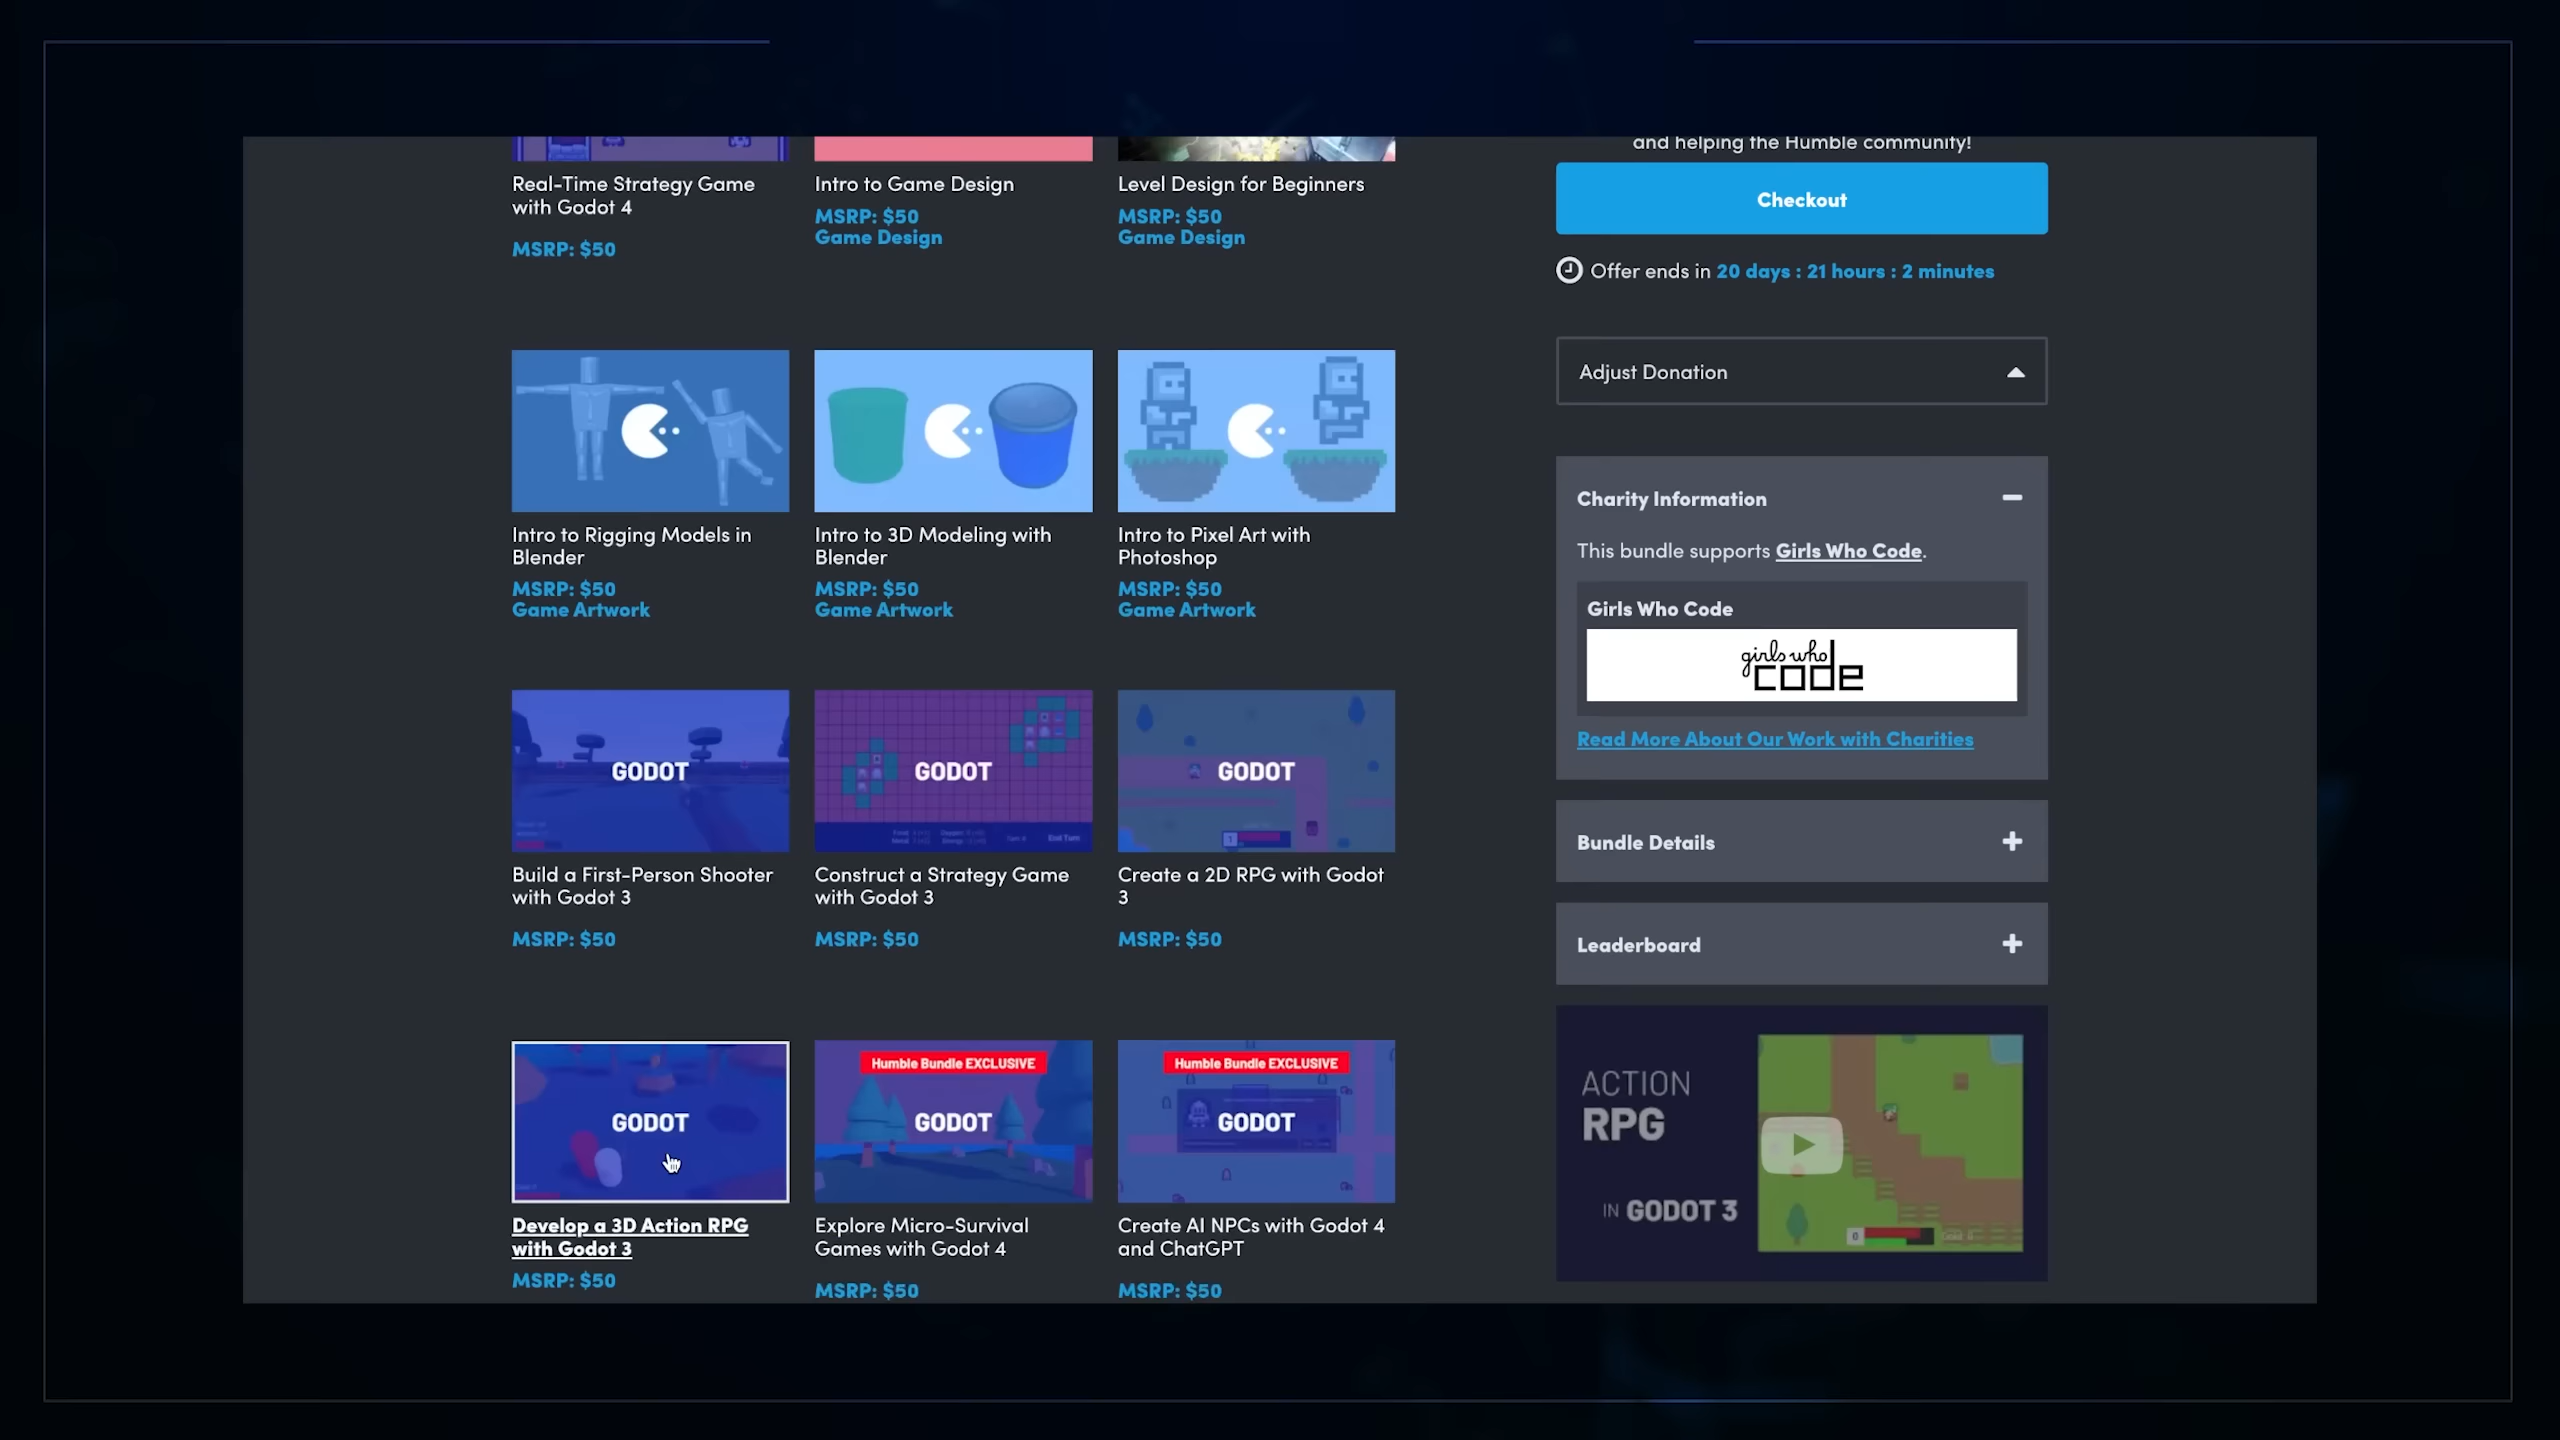 and helping the Humble community!
Real-Time Strategy Game
with Godot 4
MSRP: $50
Intro to Game Design
MSRP: $50
Game Design
Level Design for Beginners
MSRP: $50
Game Design
Checkout
Offer ends in 20 days : 21 hours : 2 minutes
Adjust Donation
Intro to Rigging Models in
Blender
MSRP: $50
Game Artwork
Intro to 3D Modeling with
Blender
MSRP: $50
Game Artwork
Intro to Pixel Art with
Photoshop
MSRP: $50
Game Artwork
Charity Information
This bundle supports Girls Who Code.
Girls Who Code
girls who
code
Read More About Our Work with Charities
GODOT
Build a First-Person Shooter
with Godot 3
MSRP: $50
GODOT
End Turn
Construct a Strategy Game
with Godot 3
MSRP: $50
GODOT
Create a 2D RPG with Godot
3
MSRP: $50
Bundle Details
Leaderboard
GODOT
Develop a 3D Action RPG
with Godot 3
MSRP: $50
Humble Bundle EXCLUSIVE
GODOT
Explore Micro-Survival
Games with Godot 4
MSRP: $50
Humble Bundle EXCLUSIVE
GODOT
Create AI NPCs with Godot 4
and ChatGPT
MSRP: $50
ACTION
RPG
IN GODOT 3
0